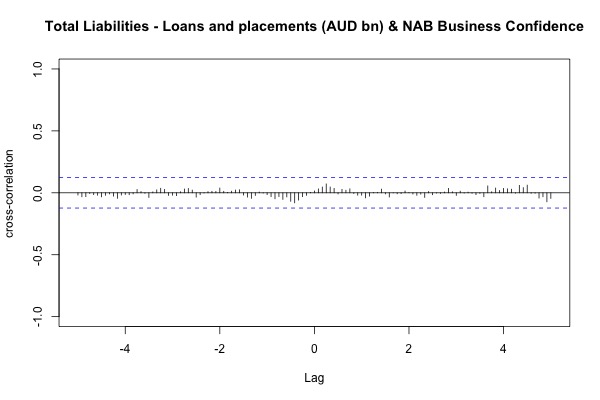 Total Liabilities - Loans and placements (AUD bn) & NAB Business Confidence
1.0
0.5
0.0
-0.5
-1.0
cross-correlation
-4 -2 0 2 4
Lag